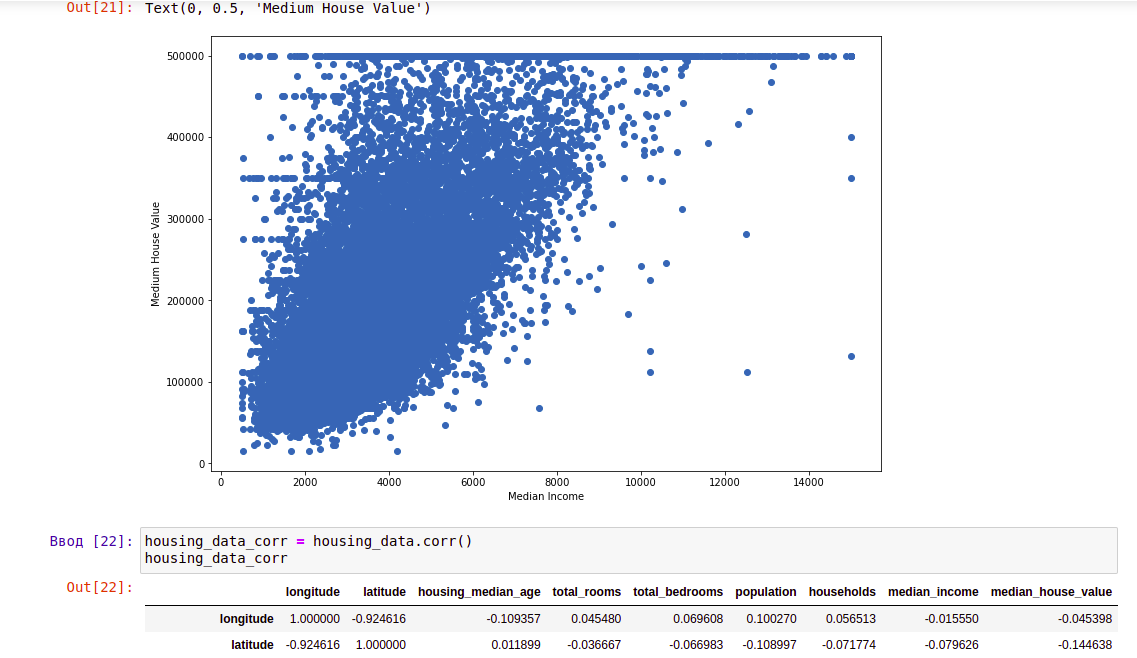 Out[21]: Text(0, 0.5, 'Medium House Value')
500000
400000
300000
200000
100000
0
Medium House Value
0 2000 4000 6000 8000 10000 12000 14000
Median Income
Ввод [22]: housing_data_corr = housing_data.corr()
housing_data_corr
Out[22]:
longitude latitude housing_median_age total_rooms total_bedrooms population households median_income median_house_value
longitude 1.000000 -0.924616 -0.109357 0.045480 0.069608 0.100270 0.056513 -0.015550 -0.045398
latitude -0.924616 1.000000 0.011899 -0.036667 -0.066983 -0.108997 -0.071774 -0.079626 -0.144638